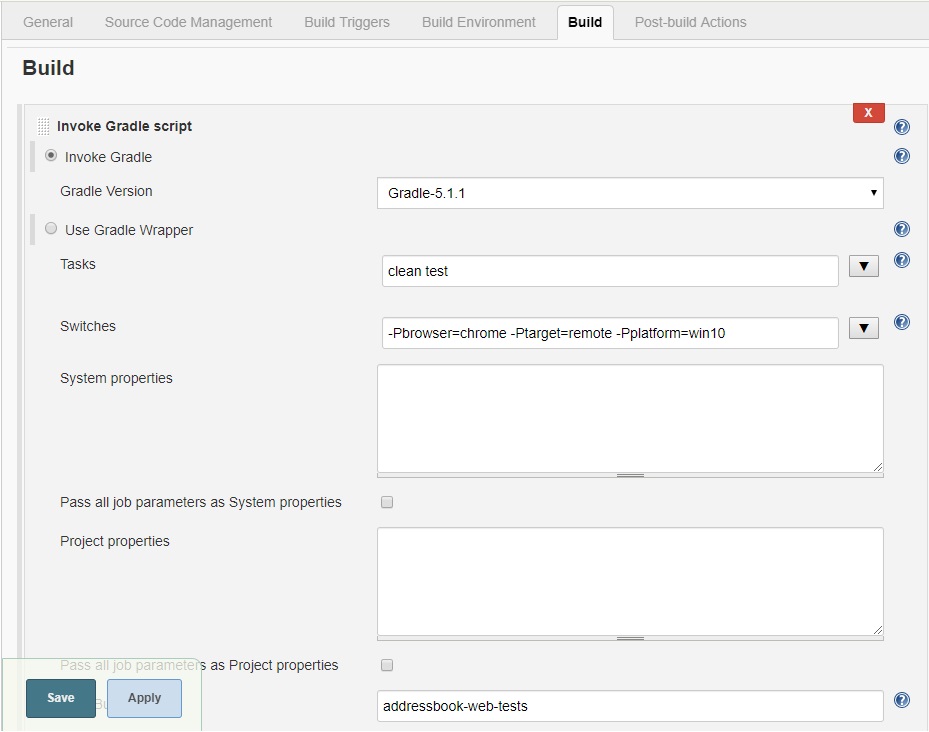 General Source Code Management Build Triggers Build Environment Build Post-build Actions
Build
X
Invoke Gradle script
Invoke Gradle
Gradle Version
Gradle-5.1.1
Use Gradle Wrapper
Tasks
clean test
Switches
-Pbrowser=chrome -Ptarget=remote -Pplatform=win10
System properties
Pass all job parameters as System properties
Project properties
Pass all job parameters as Project properties
Save Apply
addressbook-web-tests